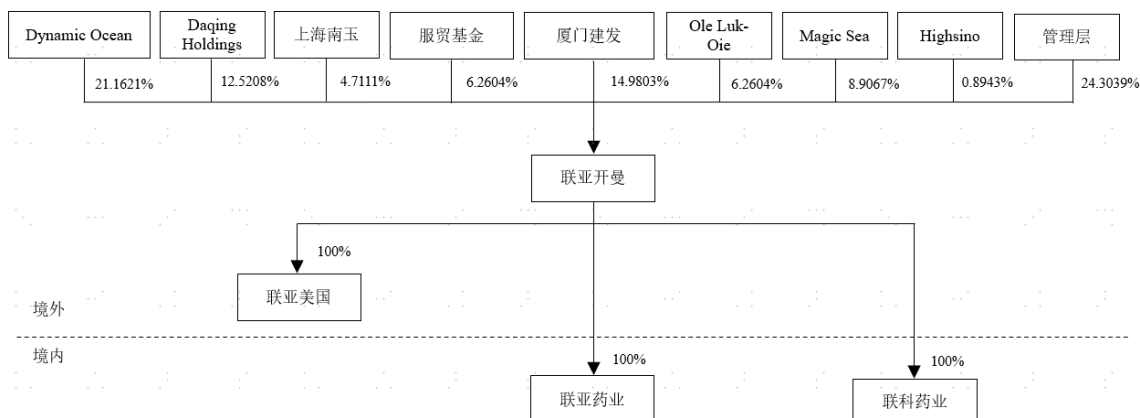 Dynamic Ocean
Daqing
Holdings
上海南玉
服贸基金
厦门建发
Ole Luk-
Oie
Magic Sea
Highsino
管理层
21.1621%
12.5208%
4.7111%
6.2604%
14.9803%
6.2604%
8.9067%
0.8943%
24.3039%
联亚开曼
100%
联亚美国
境外
境内
100%
100%
联亚药业
联科药业